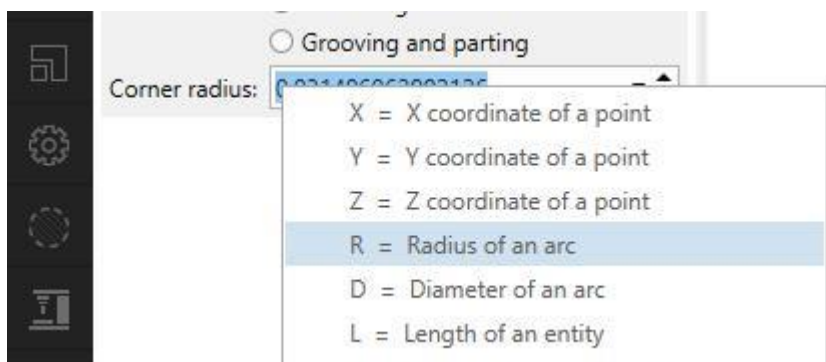 Grooving and parting
Corner radius:
X = X coordinate of a point
Y = Y coordinate of a point
Z = Z coordinate of a point
R = Radius of an arc
D = Diameter of an arc
L = Length of an entity